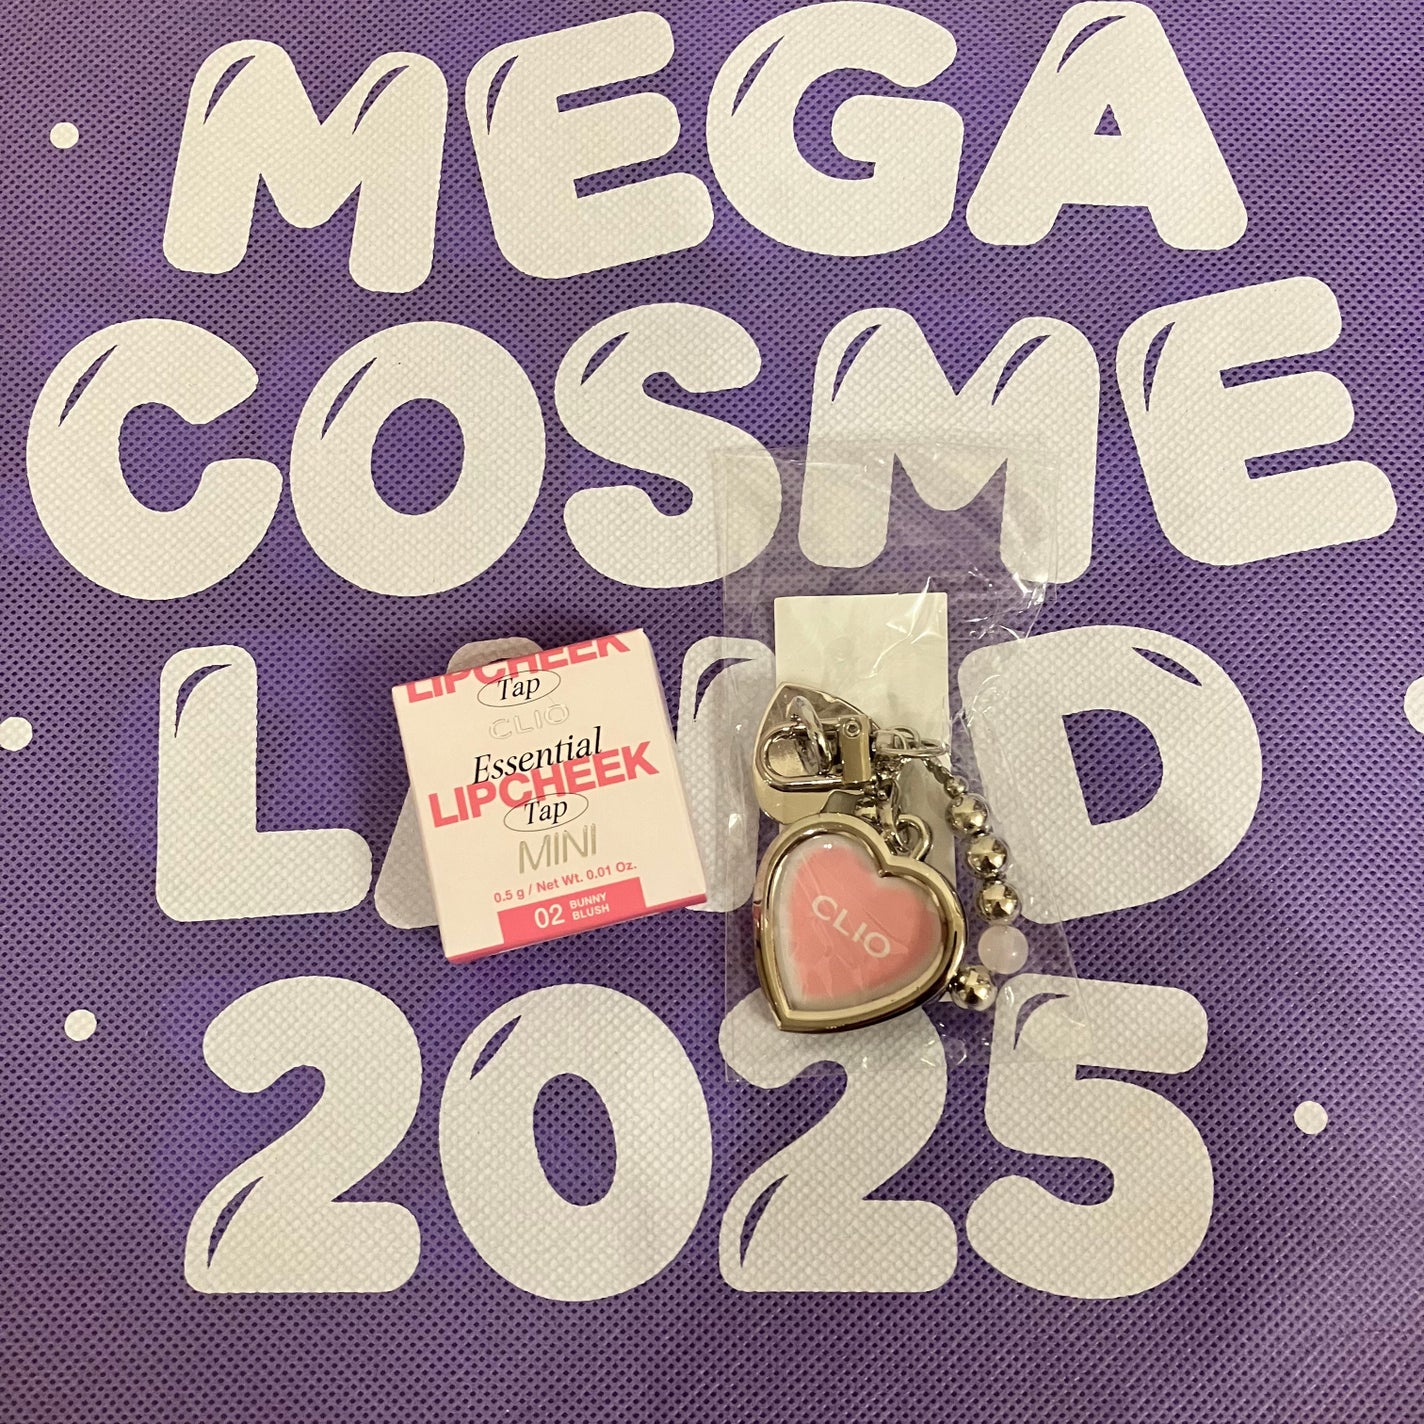 MEGA
COSME
LAND
2025
LIPCHEEK
Tap
CLIO
Essential
LIPCHEEK
Tap
MINI
0.5 g / Net Wt. 0.01 Oz.
02 BUNNY
BLUSH
CLIO